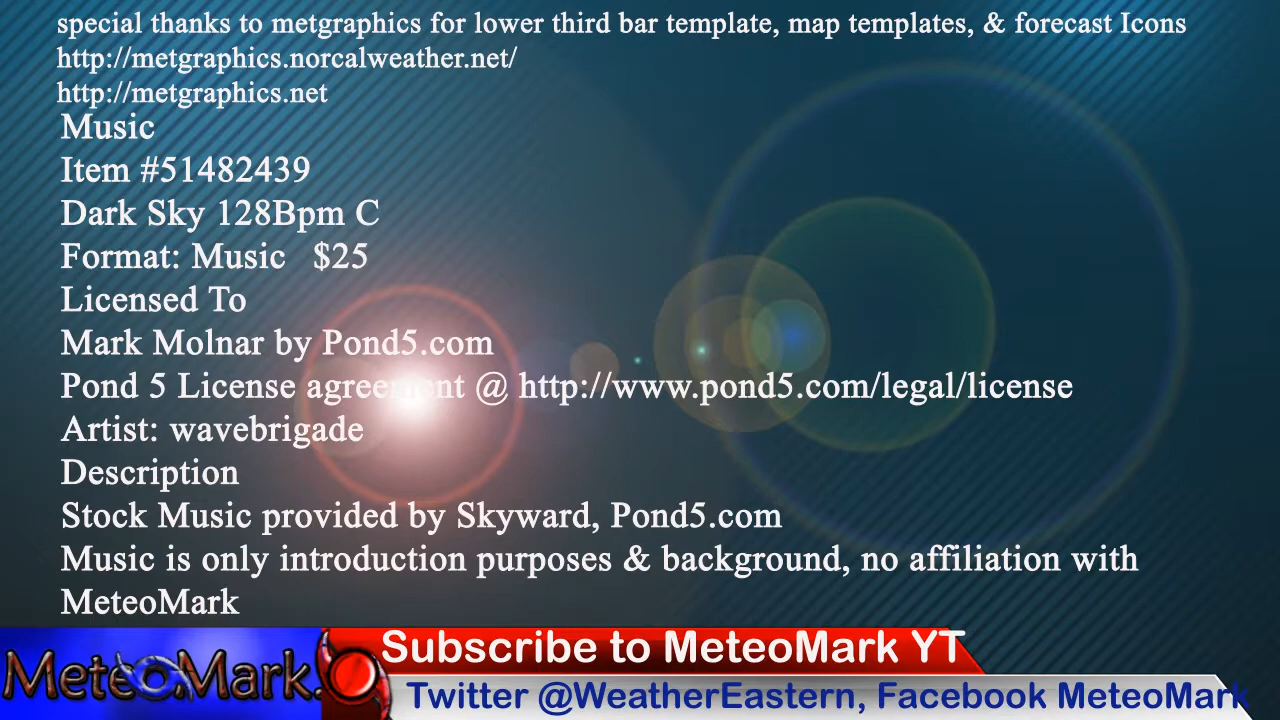 special thanks to metgraphics for lower third bar template, map templates, & forecast Icons
http://metgraphics.norcalweather.net/
http://metgraphics.net
Music
Item #51482439
Dark Sky 128Bpm C
Format: Music $25
Licensed To
Mark Molnar by Pond5.com
Pond 5 License agreement @ http://www.pond5.com/legal/license
Artist: wavebrigade
Description
Stock Music provided by Skyward, Pond5.com
Music is only introduction purposes & background, no affiliation with
MeteoMark
MeteoMark.
Subscribe to MeteoMark YT
Twitter @WeatherEastern, Facebook MeteoMark